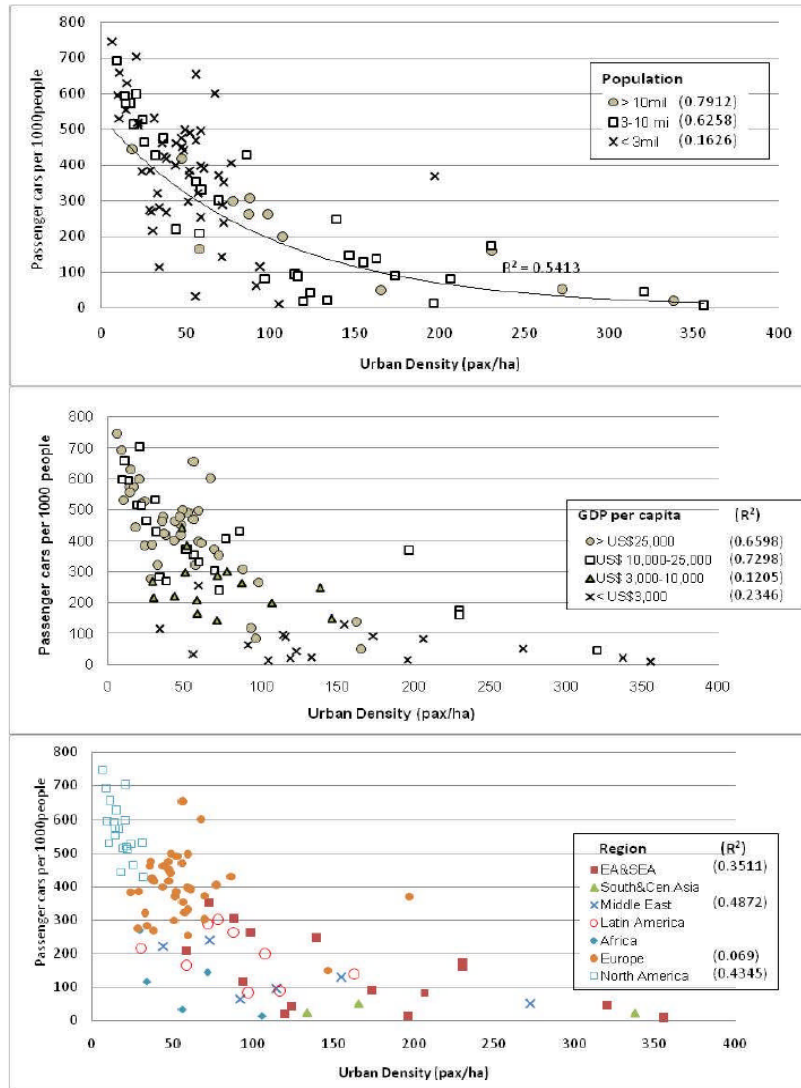 800
700
600
500
400
300
200
100
0
Passenger cars per 1000people
Population
> 10mil (0.7912)
3-10 mi (0.6258)
< 3mil (0.1626)
R² = 0.5413
0 50 100 150 200 250 300 350 400
Urban Density (pax/ha)
800
700
600
500
400
300
200
100
0
Passenger cars per 1000 people
GDP per capita (R²)
> US$25,000 (0.6598)
US$ 10,000-25,000 (0.7298)
US$ 3,000-10,000 (0.1205)
< US$3,000 (0.2346)
0 50 100 150 200 250 300 350 400
Urban Density (pax/ha)
800
700
600
500
400
300
200
100
0
Passenger cars per 1000people
Region (R²)
EA&SEA (0.3511)
South&Cen Asia
Middle East (0.4872)
Latin America
Africa
Europe (0.069)
North America (0.4345)
0 50 100 150 200 250 300 350 400
Urban Density (pax/ha)